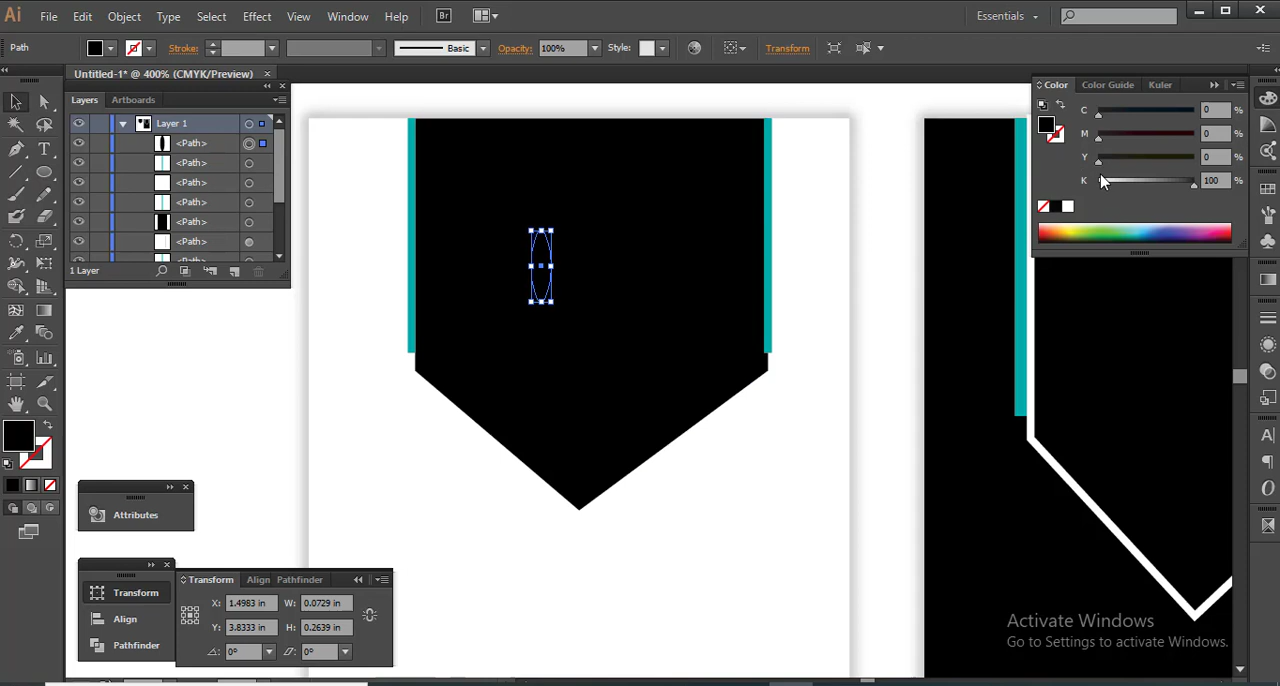 Ai File Edit Object Type Select Effect View Window Help Br Essentials
Path Stroke: Basic Opacity: 100% Style: Transform
Untitled-1* @ 400% (CMYK/Preview) ×
Layers Artboards
Layer 1
<Path>
<Path>
<Path>
<Path>
<Path>
<Path>
1 Layer
Color Color Guide Kuler
C 0 %
M 0 %
Y 0 %
K 100 %
Attributes
Transform
Align
Pathfinder
Transform Align Pathfinder
X: 1.4983 in W: 0.0729 in
Y: 3.8333 in H: 0.2639 in
0° 0°
Activate Windows
Go to Settings to activate Windows.